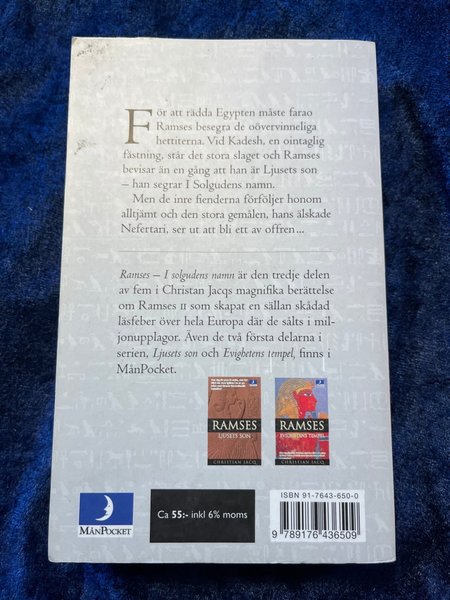 För att rädda Egypten måste farao
Ramses besegra de oövervinneliga
hettiterna. Vid Kadesh, en ointaglig
fästning, står det stora slaget och Ramses
bevisar än en gång att han är Ljusets son
– han segrar I Solgudens namn.
Men de inre fienderna förföljer honom
alltjämt och den stora gemålen, hans älskade
Nefertari, ser ut att bli ett av offren...
Ramses – I solgudens namn är den tredje delen
av fem i Christan Jacqs magnifika berättelse
om Ramses II som skapat en sällan skådad
läsfeber över hela Europa där de sålts i mil-
jonupplagor. Även de två första delarna i
serien, Ljusets son och Evighetens tempel, finns i
MånPocket.
RAMSES
LJUSETS SON
CHRISTIAN JACQ
RAMSES
EVIGHETENS TEMPEL
CHRISTIAN JACQ
MÅNPOCKET
Ca 55:- inkl 6% moms
ISBN 91-7643-650-0
9 789176 436509